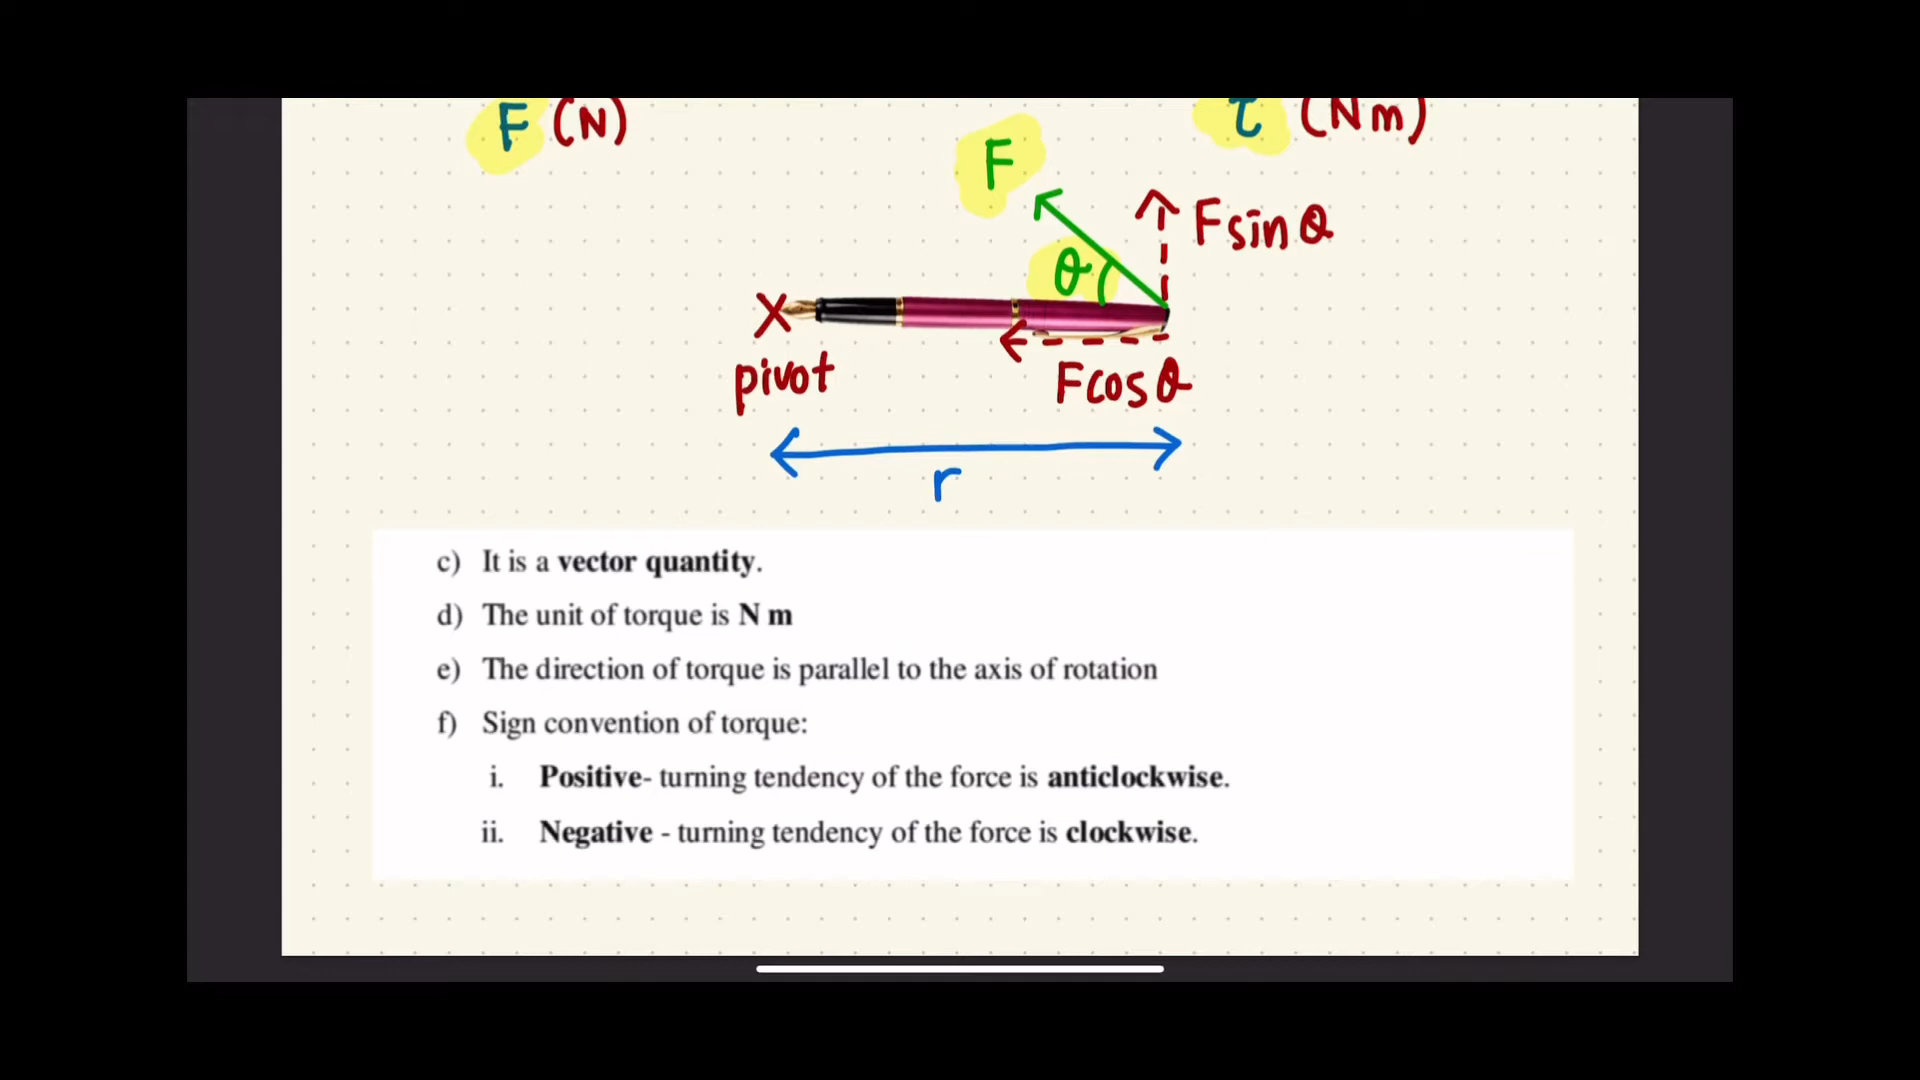 F (N)
τ (Nm)
F
F sin θ
θ
X
pivot
F cos θ
r
c) It is a vector quantity.
d) The unit of torque is N m
e) The direction of torque is parallel to the axis of rotation
f) Sign convention of torque:
i. Positive- turning tendency of the force is anticlockwise.
ii. Negative - turning tendency of the force is clockwise.